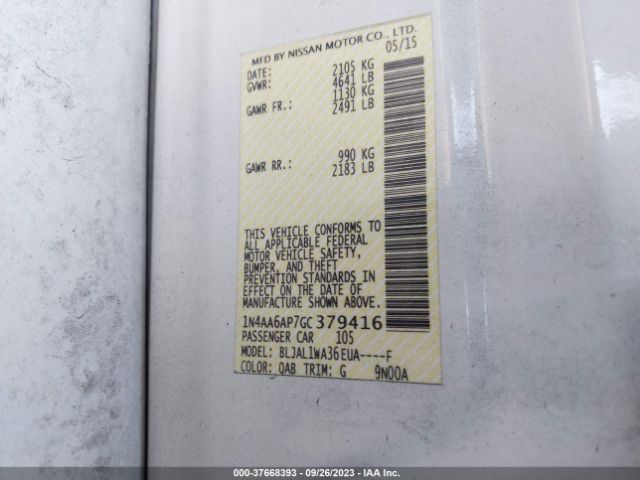 MFD BY NISSAN MOTOR CO., LTD.
DATE: 05/15
GVWR: 2105 KG
4641 LB
GAWR FR.: 1130 KG
2491 LB
GAWR RR.: 990 KG
2183 LB
THIS VEHICLE CONFORMS TO
ALL APPLICABLE FEDERAL
MOTOR VEHICLE SAFETY,
BUMPER, AND THEFT
PREVENTION STANDARDS IN
EFFECT ON THE DATE OF
MANUFACTURE SHOWN ABOVE.
1N4AA6AP7GC379416
PASSENGER CAR 105
MODEL: BLJAL1WA36EUA----F
COLOR: QAB TRIM: G 9N00A
000-37668393 - 09/26/2023 - IAA Inc.